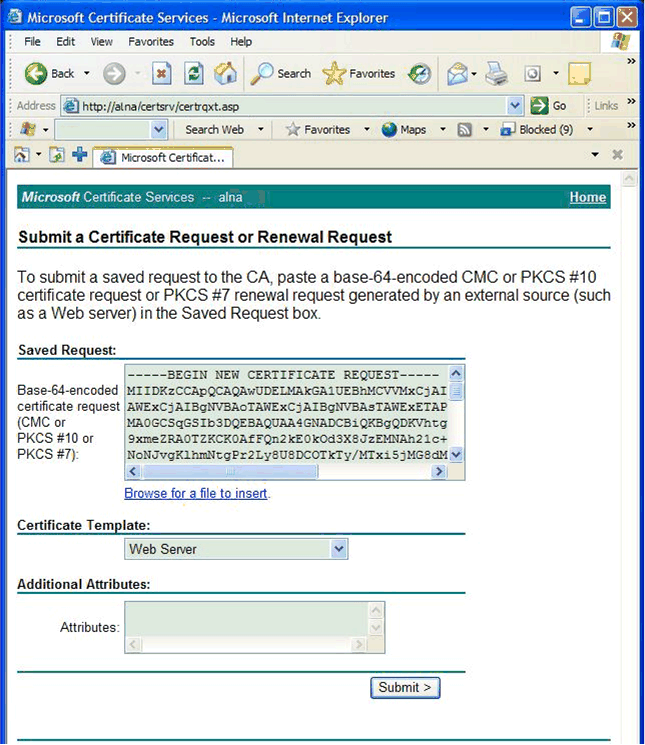 Microsoft Certificate Services - Microsoft Internet Explorer
File Edit View Favorites Tools Help
Back Search Favorites
Address http://alna/certsrv/certrqxt.asp Go Links »
Search Web Favorites Maps Blocked (9) »
Microsoft Certificat...
Microsoft Certificate Services -- alna Home
Submit a Certificate Request or Renewal Request
To submit a saved request to the CA, paste a base-64-encoded CMC or PKCS #10
certificate request or PKCS #7 renewal request generated by an external source (such
as a Web server) in the Saved Request box.
Saved Request:
Base-64-encoded
certificate request
(CMC or
PKCS #10 or
PKCS #7):
-----BEGIN NEW CERTIFICATE REQUEST-----
MIIDKzCCApQCAQAwUDELMAkGA1UEBhMCVVMxCjAI
AWExCjAIBgNVBAoTAWExCjAIBgNVBAsTAWExETAP
MA0GCSqGSIb3DQEBAQUAA4GNADCBiQKBgQDKVhtg
9xmeZRA0TZKCK0AfFQn2kE0kOd3X8JzEMNAh21c+
NoNJvgKlhmNtgPr2Ly8U8DCOTkTy/MTxi5jMG8dM
Browse for a file to insert.
Certificate Template:
Web Server
Additional Attributes:
Attributes:
Submit >